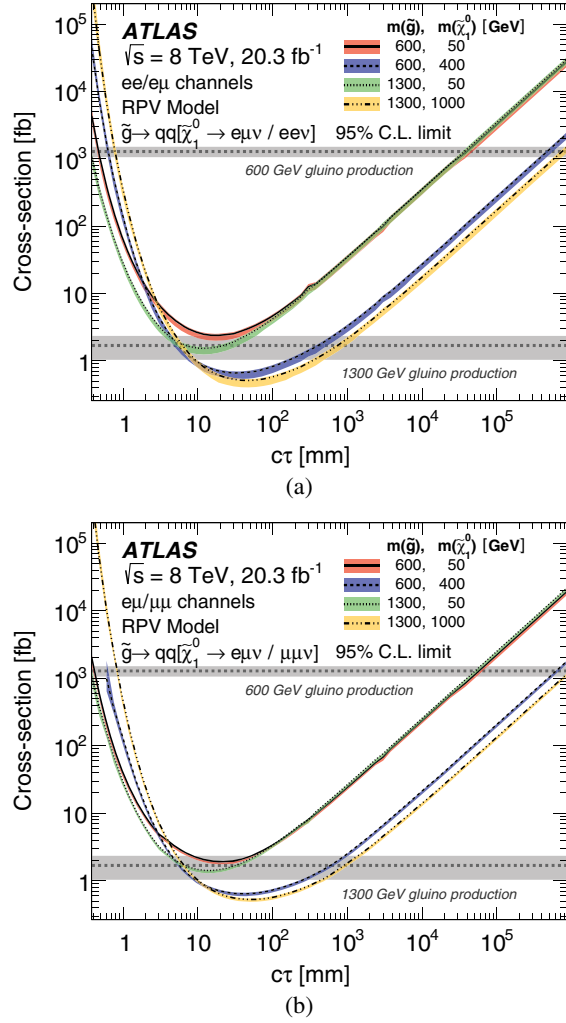 ATLAS
√s = 8 TeV, 20.3 fb⁻¹
ee/eμ channels
RPV Model
g̃→ qq[χ̃₁⁰ → eμν / eeν] 95% C.L. limit
m(g̃), m(χ̃₁⁰) [GeV]
600, 50
600, 400
1300, 50
1300, 1000
600 GeV gluino production
1300 GeV gluino production
Cross-section [fb]
10⁵
10⁴
10³
10²
10
1
1 10 10² 10³ 10⁴ 10⁵
cτ [mm]
(a)
ATLAS
√s = 8 TeV, 20.3 fb⁻¹
eμ/μμ channels
RPV Model
g̃→ qq[χ̃₁⁰ → eμν / μμν] 95% C.L. limit
m(g̃), m(χ̃₁⁰) [GeV]
600, 50
600, 400
1300, 50
1300, 1000
600 GeV gluino production
1300 GeV gluino production
Cross-section [fb]
10⁵
10⁴
10³
10²
10
1
1 10 10² 10³ 10⁴ 10⁵
cτ [mm]
(b)